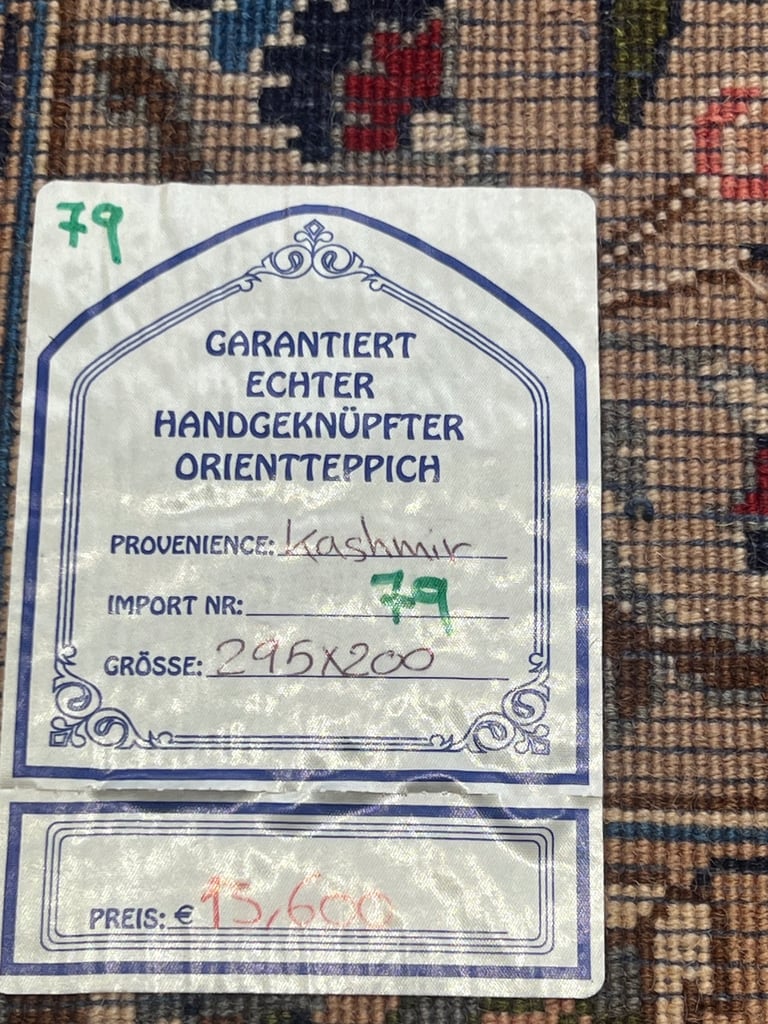 79
GARANTIERT
ECHTER
HANDGEKNÜPFTER
ORIENTTEPPICH
PROVENIENCE: Kashmir
IMPORT NR: 79
GRÖSSE: 295x200
PREIS: € 15,600